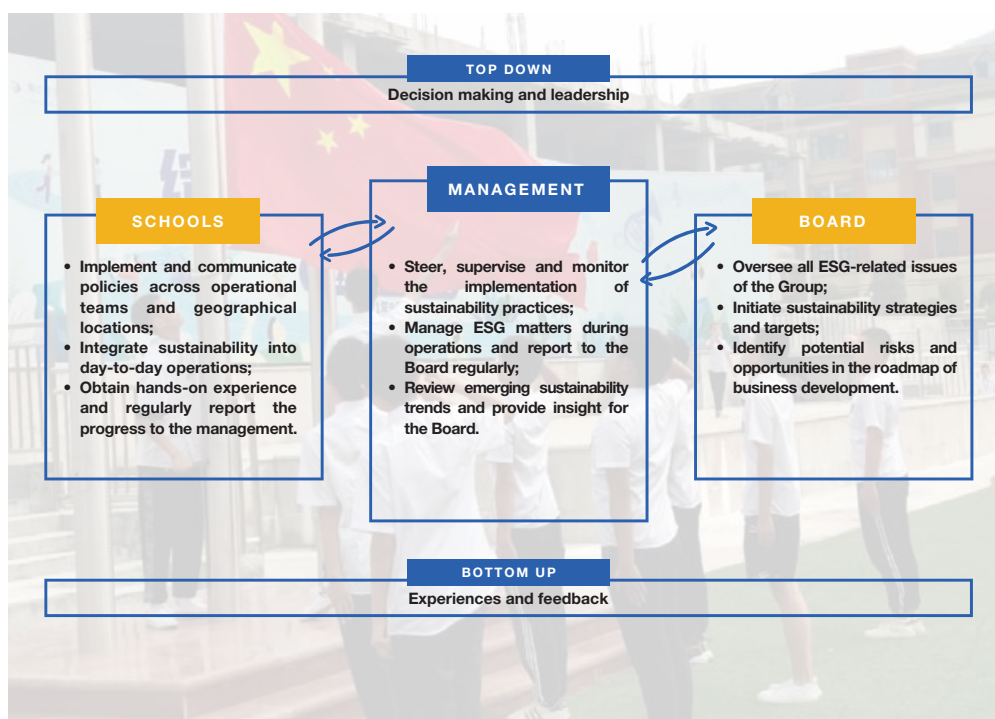 TOP DOWN
Decision making and leadership
SCHOOLS
• Implement and communicate
policies across operational
teams and geographical
locations;
• Integrate sustainability into
day-to-day operations;
• Obtain hands-on experience
and regularly report the
progress to the management.
MANAGEMENT
• Steer, supervise and monitor
the implementation of
sustainability practices;
• Manage ESG matters during
operations and report to the
Board regularly;
• Review emerging sustainability
trends and provide insight for
the Board.
BOARD
• Oversee all ESG-related issues
of the Group;
• Initiate sustainability strategies
and targets;
• Identify potential risks and
opportunities in the roadmap of
business development.
BOTTOM UP
Experiences and feedback